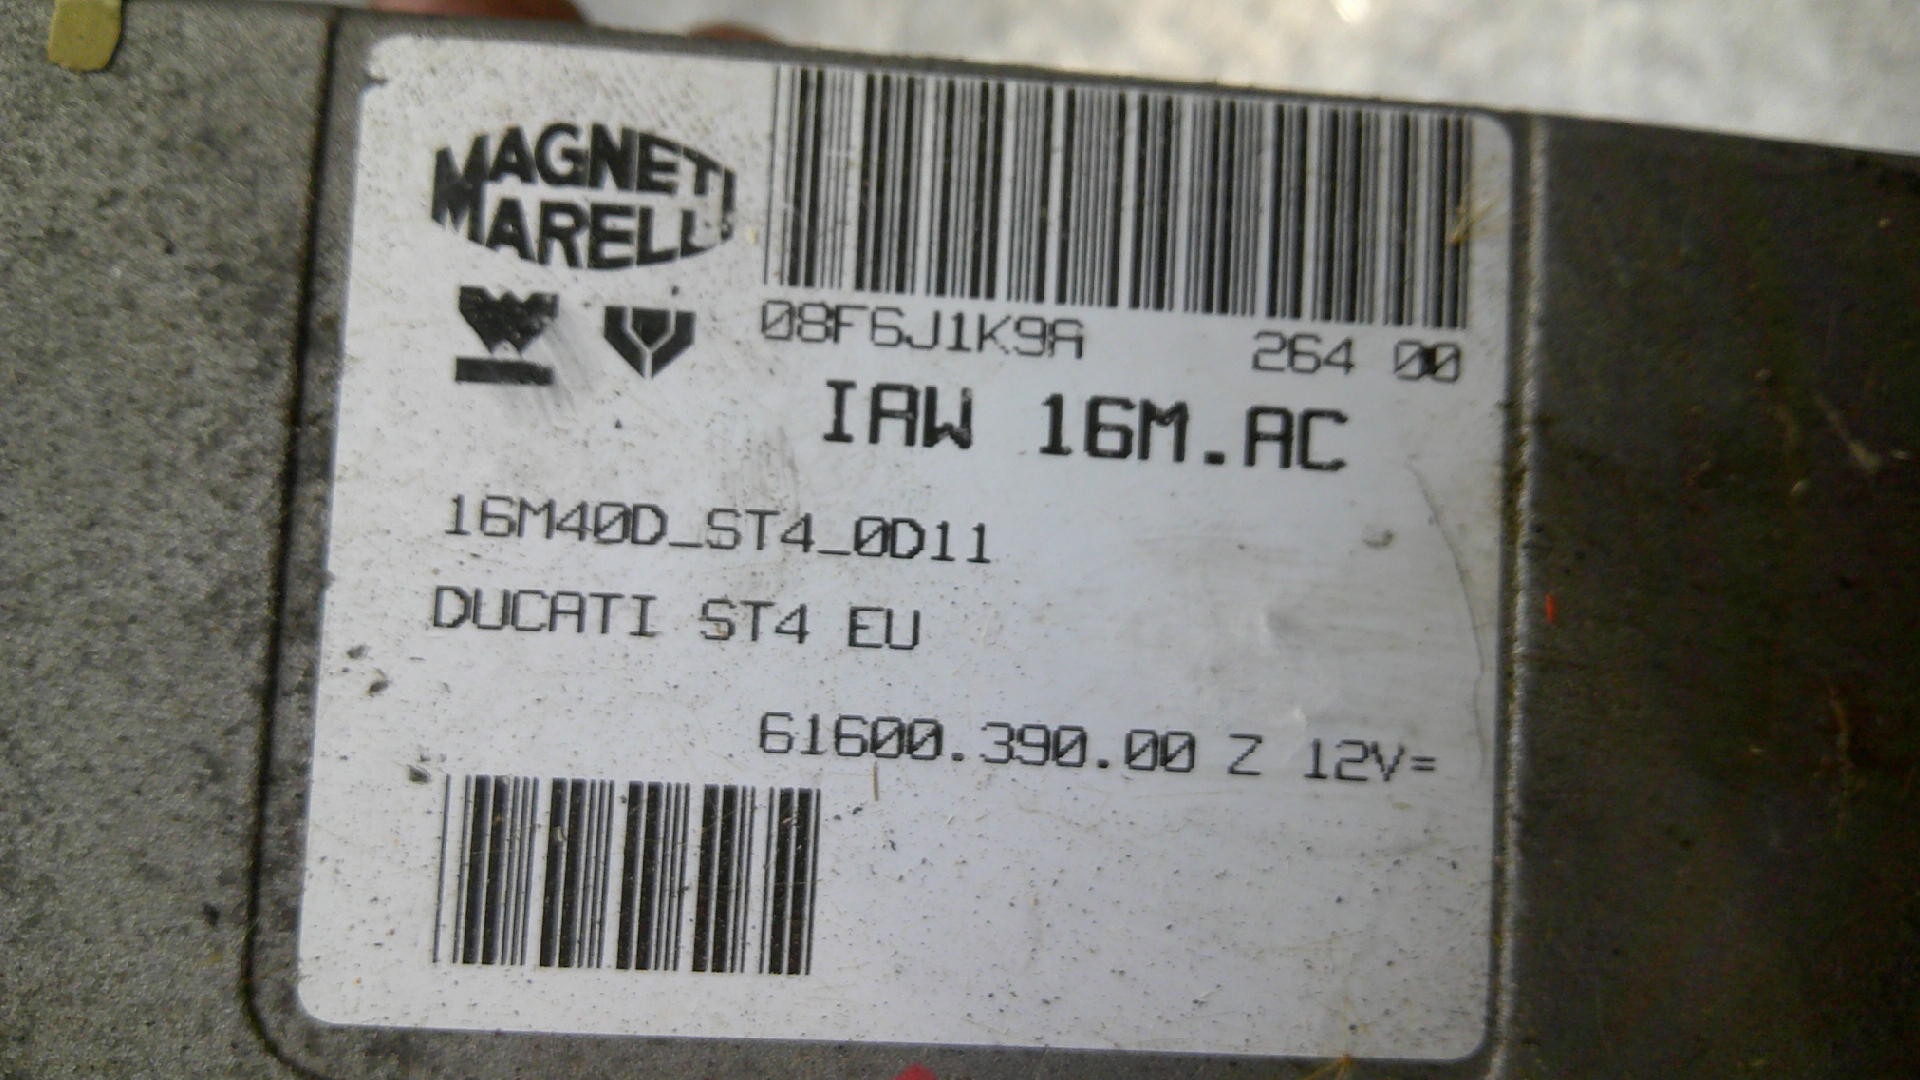 MAGNETI
MARELLI
08F6J1K9A 264 00
IAW 16M.AC
16M40D_ST4_0D11
DUCATI ST4 EU
61600.390.00 Z 12V=